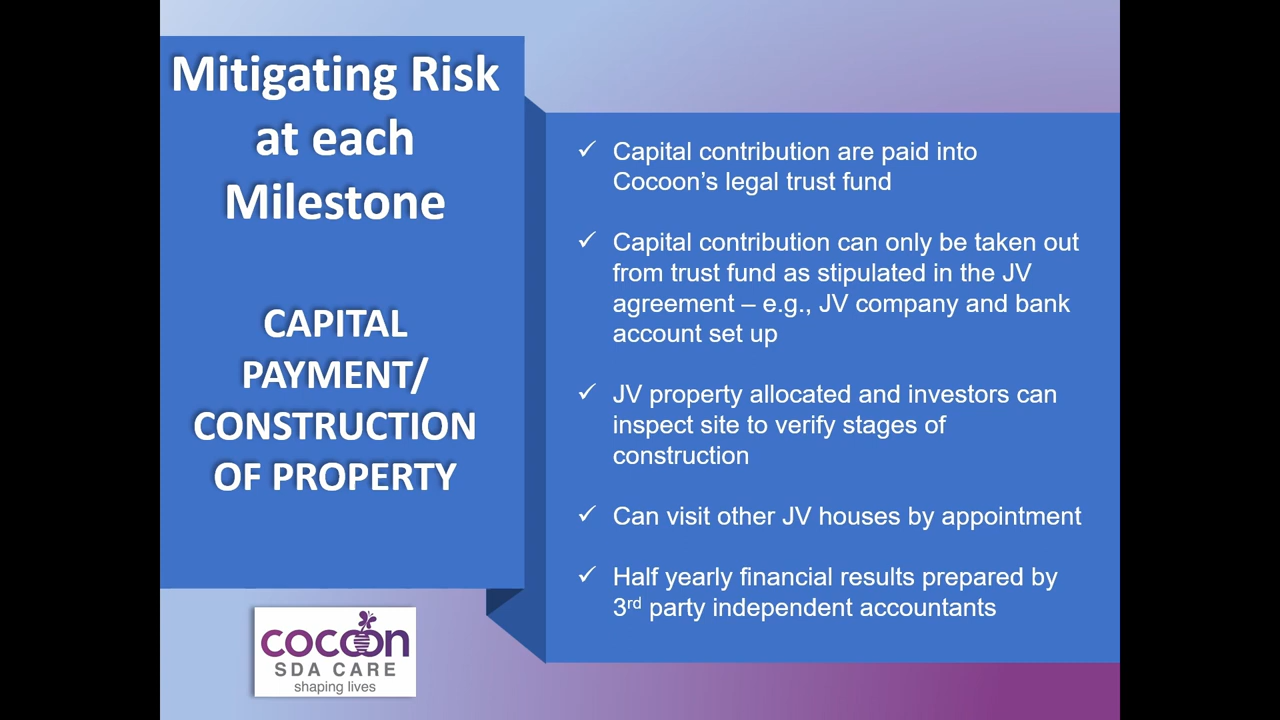 Mitigating Risk
at each
Milestone
CAPITAL
PAYMENT/
CONSTRUCTION
OF PROPERTY
✓ Capital contribution are paid into
Cocoon’s legal trust fund
✓ Capital contribution can only be taken out
from trust fund as stipulated in the JV
agreement – e.g., JV company and bank
account set up
✓ JV property allocated and investors can
inspect site to verify stages of
construction
✓ Can visit other JV houses by appointment
✓ Half yearly financial results prepared by
3rd party independent accountants
cocoon
SDA CARE
shaping lives